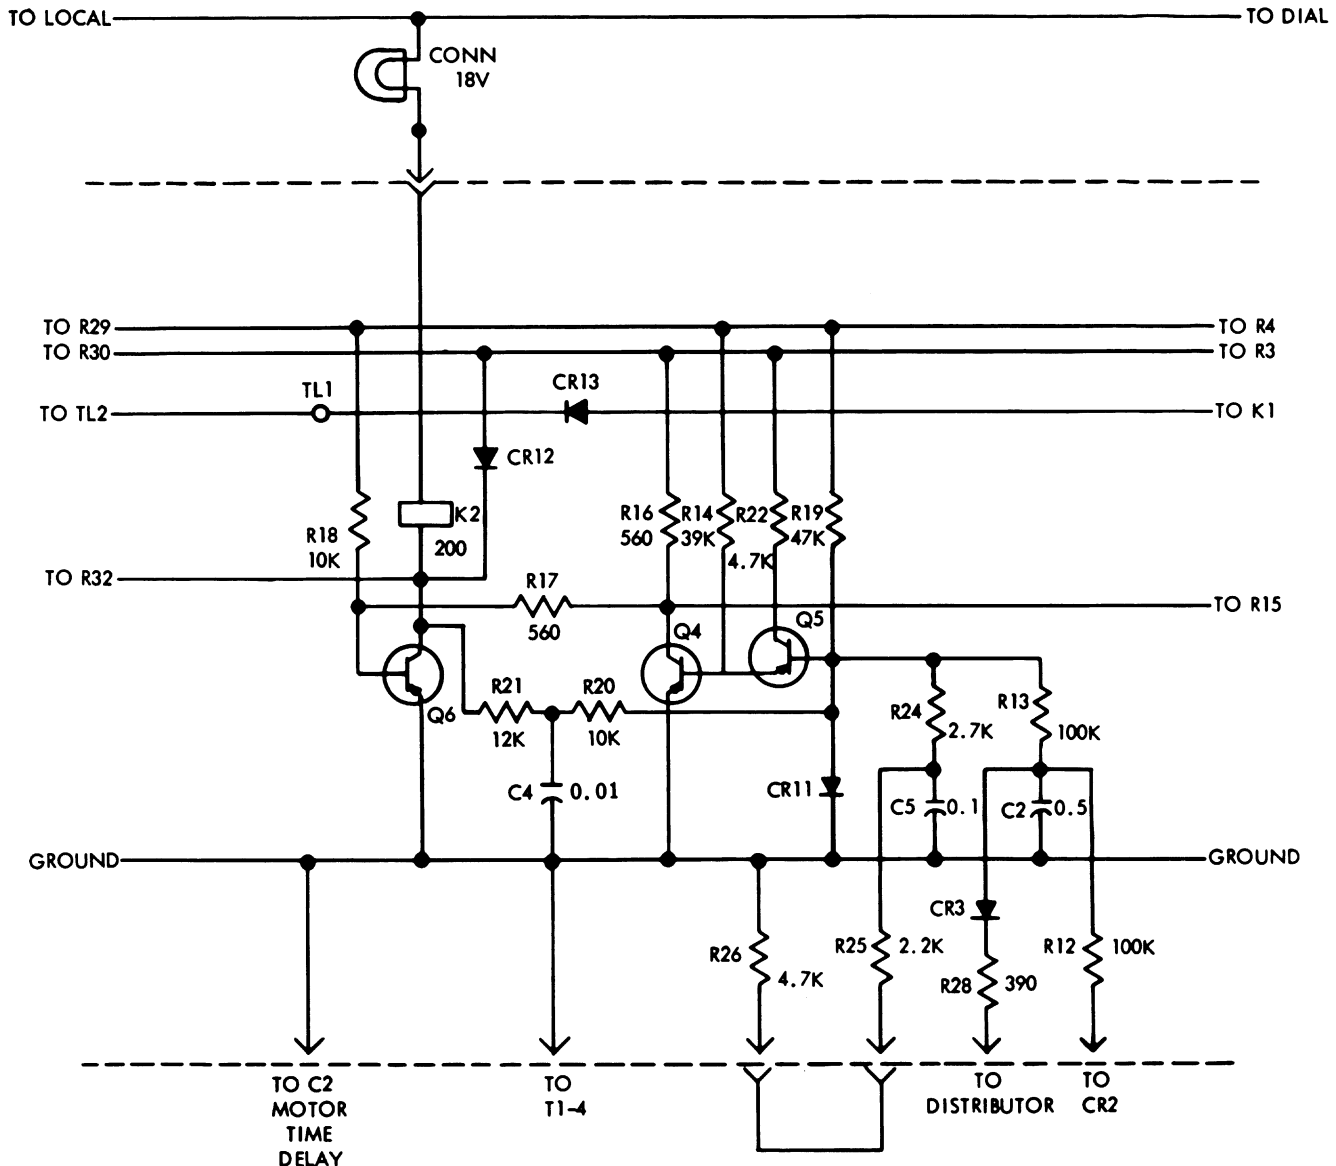 TO LOCAL
TO DIAL
CONN
18V
TO R29
TO R4
TO R30
TO R3
TL1
CR13
TO TL2
TO K1
CR12
R18
10K
K2
200
R16
560
R14
39K
R22
4.7K
R19
47K
TO R32
R17
560
TO R15
Q4
Q5
Q6
R21
12K
R20
10K
R24
2.7K
R13
100K
C4 0.01
CR11
C5 0.1
C2 0.5
GROUND
GROUND
CR3
R26
4.7K
R25 2.2K
R28 390
R12 100K
TO C2
MOTOR
TIME
DELAY
TO
T1-4
TO
DISTRIBUTOR
TO
CR2